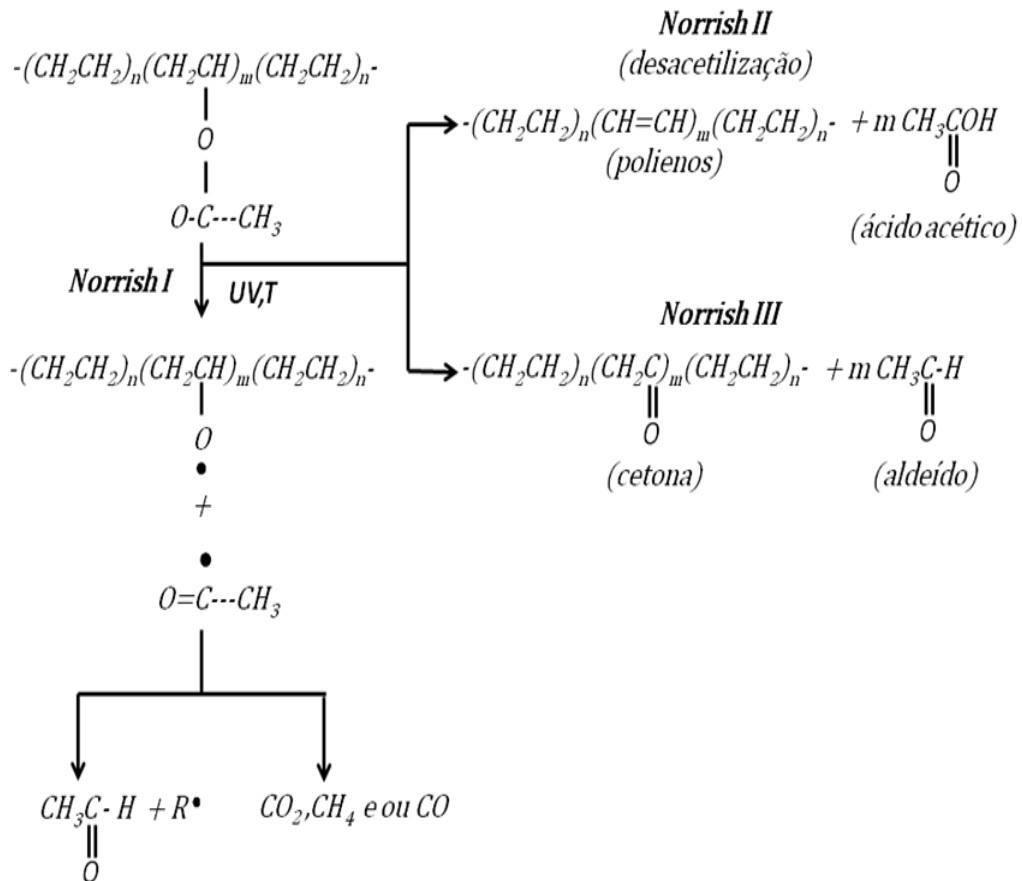 -(CH₂CH₂)ₙ(CH₂CH)ₘ(CH₂CH₂)ₙ-
O
O-C---CH₃
Norrish I
UV,T
-(CH₂CH₂)ₙ(CH₂CH)ₘ(CH₂CH₂)ₙ-
O
•
+
•
O=C---CH₃
CH₃C- H + R•
O
CO₂,CH₄ e ou CO
Norrish II
(desacetilização)
-(CH₂CH₂)ₙ(CH=CH)ₘ(CH₂CH₂)ₙ- + m CH₃COH
O
(polienos)
(ácido acético)
Norrish III
-(CH₂CH₂)ₙ(CH₂C)ₘ(CH₂CH₂)ₙ- + m CH₃C-H
O O
(cetona) (aldeído)